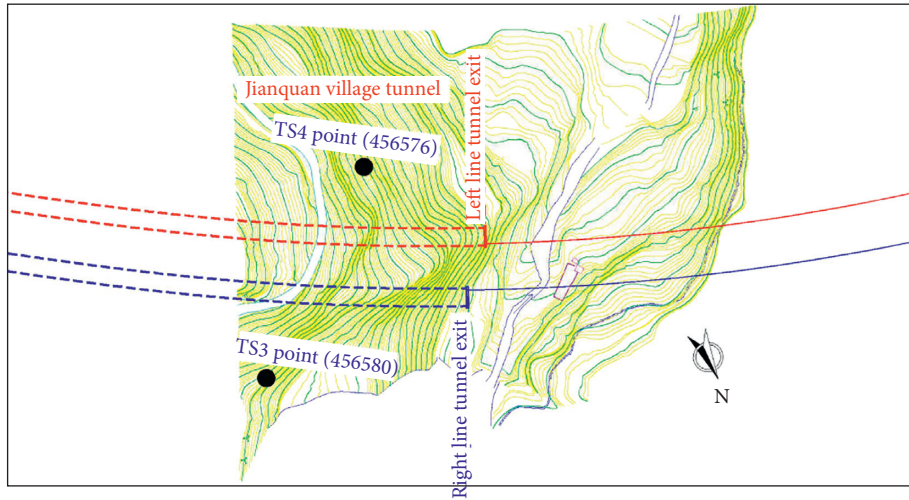 Jianquan village tunnel
TS4 point (456576)
Left line tunnel exit
TS3 point (456580)
Right line tunnel exit
N